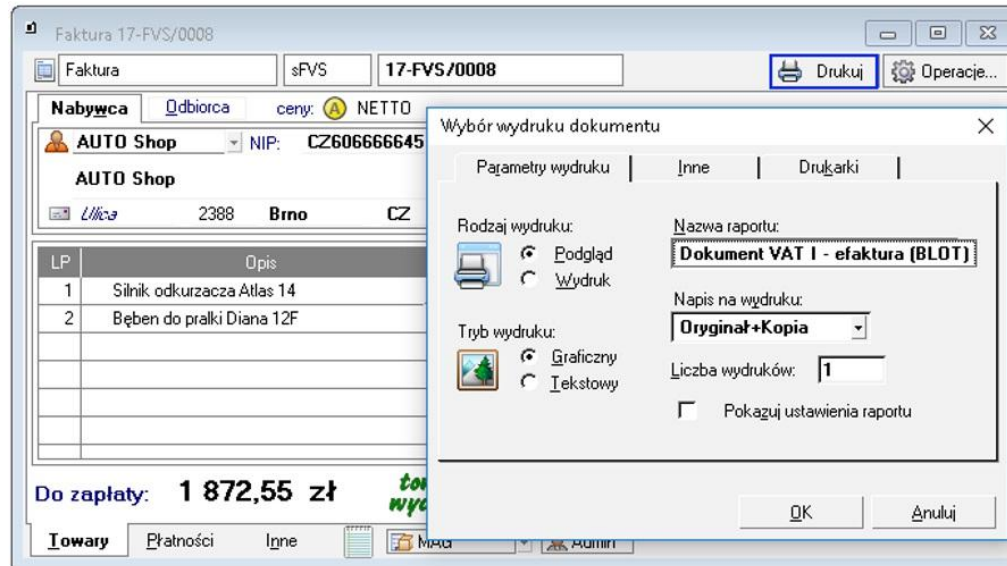 Faktura 17-FVS/0008
Faktura sFVS 17-FVS/0008 Drukuj Operacje...
Nabywca Odbiorca ceny: A NETTO
AUTO Shop NIP: CZ606666645
AUTO Shop
Ulica 2388 Brno CZ
LP Opis
1 Silnik odkurzacza Atlas 14
2 Bęben do pralki Diana 12F
Do zapłaty: 1 872,55 zł
Towary Płatności Inne MAG Admin
Wybór wydruku dokumentu
Parametry wydruku Inne Drukarki
Rodzaj wydruku:
Podgląd
Wydruk
Tryb wydruku:
Graficzny
Tekstowy
Nazwa raportu:
Dokument VAT I - efaktura (BLOT)
Napis na wydruku:
Oryginał+Kopia
Liczba wydruków: 1
Pokazuj ustawienia raportu
OK Anuluj